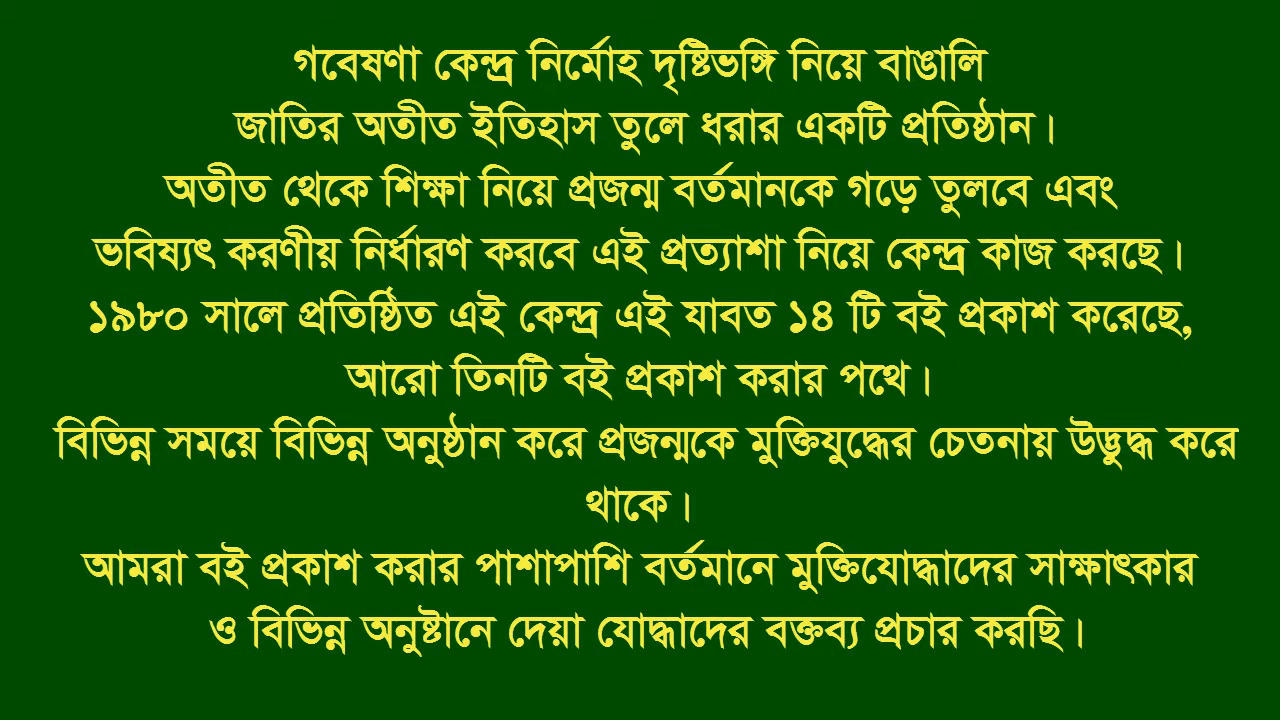 গবেষণা কেন্দ্র নির্মোহ দৃষ্টিভঙ্গি নিয়ে বাঙালি
জাতির অতীত ইতিহাস তুলে ধরার একটি প্রতিষ্ঠান।
অতীত থেকে শিক্ষা নিয়ে প্রজন্ম বর্তমানকে গড়ে তুলবে এবং
ভবিষ্যৎ করণীয় নির্ধারণ করবে এই প্রত্যাশা নিয়ে কেন্দ্র কাজ করছে।
১৯৮০ সালে প্রতিষ্ঠিত এই কেন্দ্র এই যাবত ১৪ টি বই প্রকাশ করেছে,
আরো তিনটি বই প্রকাশ করার পথে।
বিভিন্ন সময়ে বিভিন্ন অনুষ্ঠান করে প্রজন্মকে মুক্তিযুদ্ধের চেতনায় উদ্ভুদ্ধ করে
থাকে।
আমরা বই প্রকাশ করার পাশাপাশি বর্তমানে মুক্তিযোদ্ধাদের সাক্ষাৎকার
ও বিভিন্ন অনুষ্টানে দেয়া যোদ্ধাদের বক্তব্য প্রচার করছি।